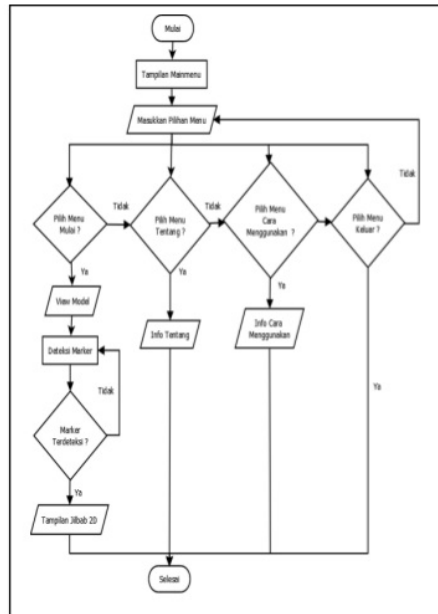 Mulai
Tampilan Mainmenu
Masukkan Pilihan Menu
Tidak
Pilih Menu
Mulai ?
Tidak
Pilih Menu
Tentang ?
Tidak
Pilih Menu
Cara
Menggunakan ?
Pilih Menu
Keluar ?
Ya
Ya
Ya
View Model
Info Tentang
Info Cara
Menggunakan
Deteksi Marker
Tidak
Ya
Marker
Terdeteksi ?
Ya
Tampilan Jilbab 2D
Selesai